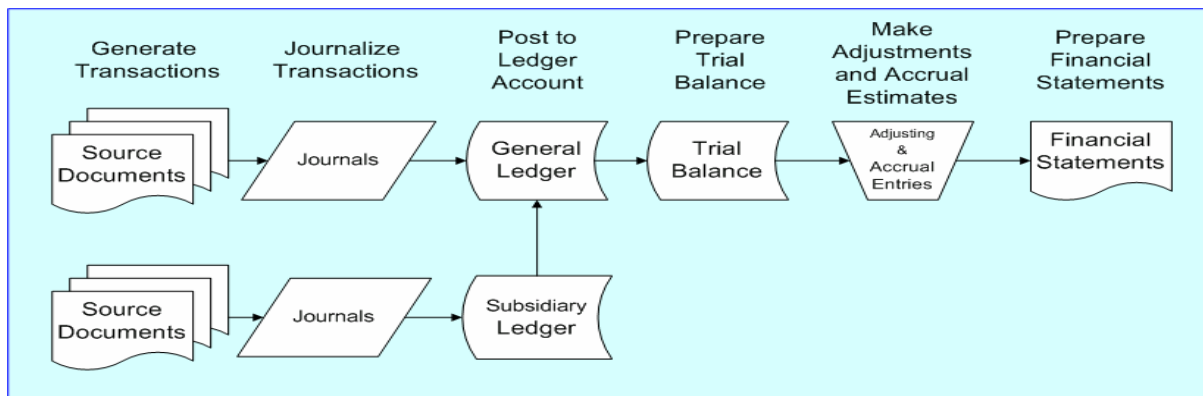 Generate
Transactions
Journalize
Transactions
Post to
Ledger
Account
Prepare
Trial
Balance
Make
Adjustments
and Accrual
Estimates
Prepare
Financial
Statements
Source
Documents
Journals
General
Ledger
Trial
Balance
Adjusting
&
Accrual
Entries
Financial
Statements
Source
Documents
Journals
Subsidiary
Ledger